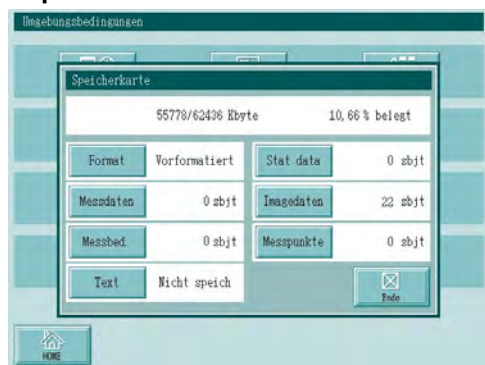 Umgebungsbedingungen
Speicherkarte
55778/62436 Kbyte 10,66 % belegt
Format Vorformatiert Stat data 0 sbjt
Messdaten 0 sbjt Imagedaten 22 sbjt
Messbed. 0 sbjt Messpunkte 0 sbjt
Text Nicht speich
Ende
HOME